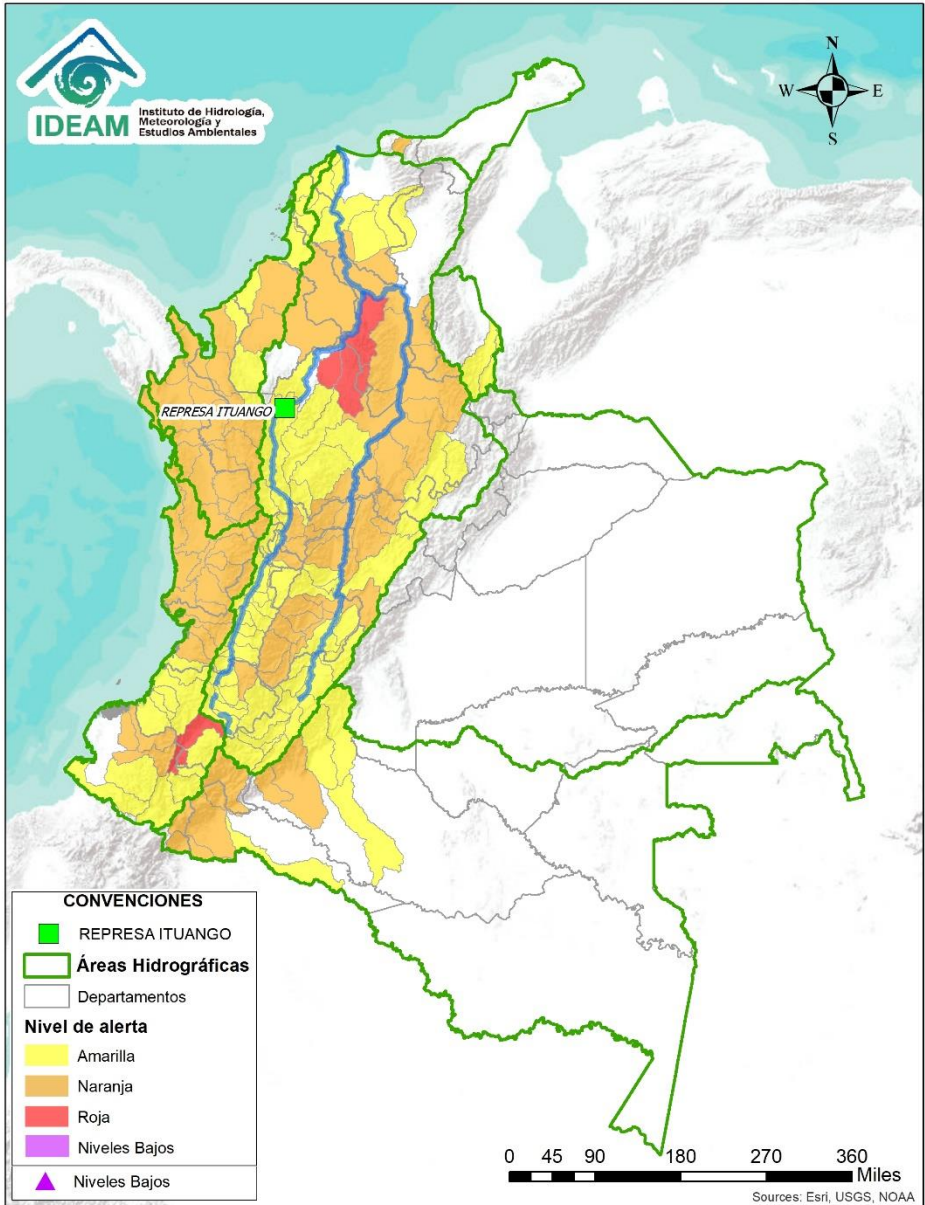 IDEAM
Instituto de Hidrología,
Meteorología y
Estudios Ambientales
N
W
E
S
REPRESA ITUANGO
CONVENCIONES
REPRESA ITUANGO
Áreas Hidrográficas
Departamentos
Nivel de alerta
Amarilla
Naranja
Roja
Niveles Bajos
Niveles Bajos
0 45 90 180 270 360
Miles
Sources: Esri, USGS, NOAA